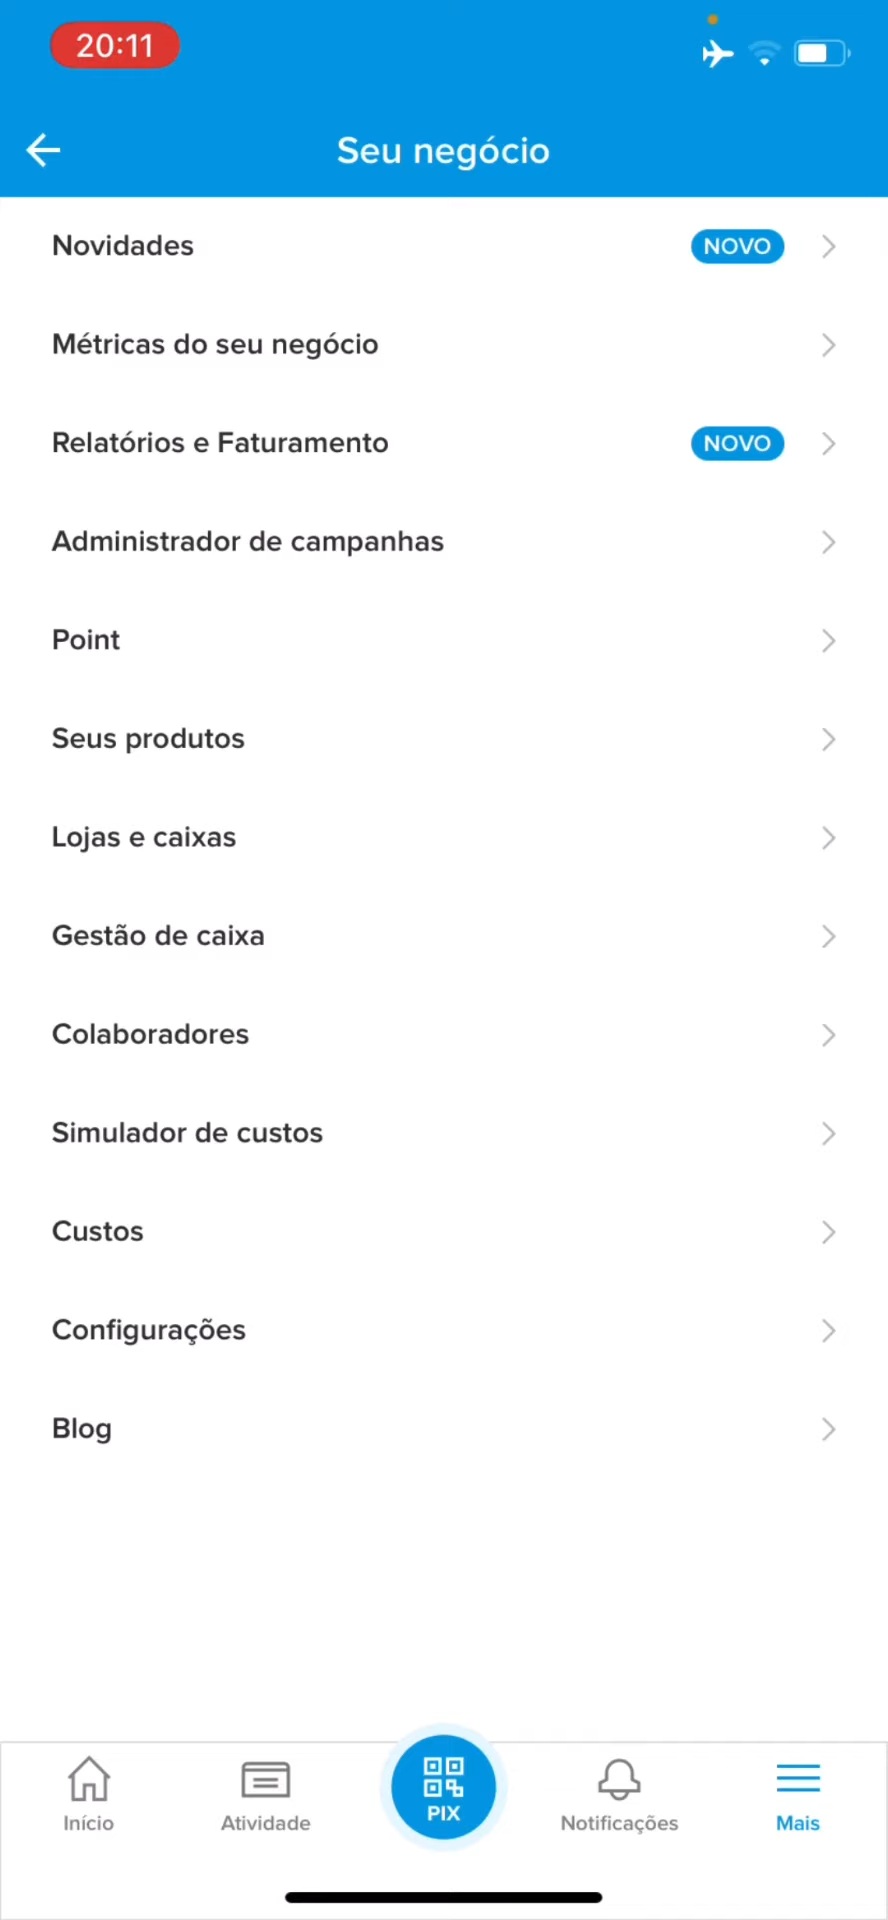 20:11
Seu negócio
Novidades NOVO
Métricas do seu negócio
Relatórios e Faturamento NOVO
Administrador de campanhas
Point
Seus produtos
Lojas e caixas
Gestão de caixa
Colaboradores
Simulador de custos
Custos
Configurações
Blog
PIX
Início Atividade Notificações Mais